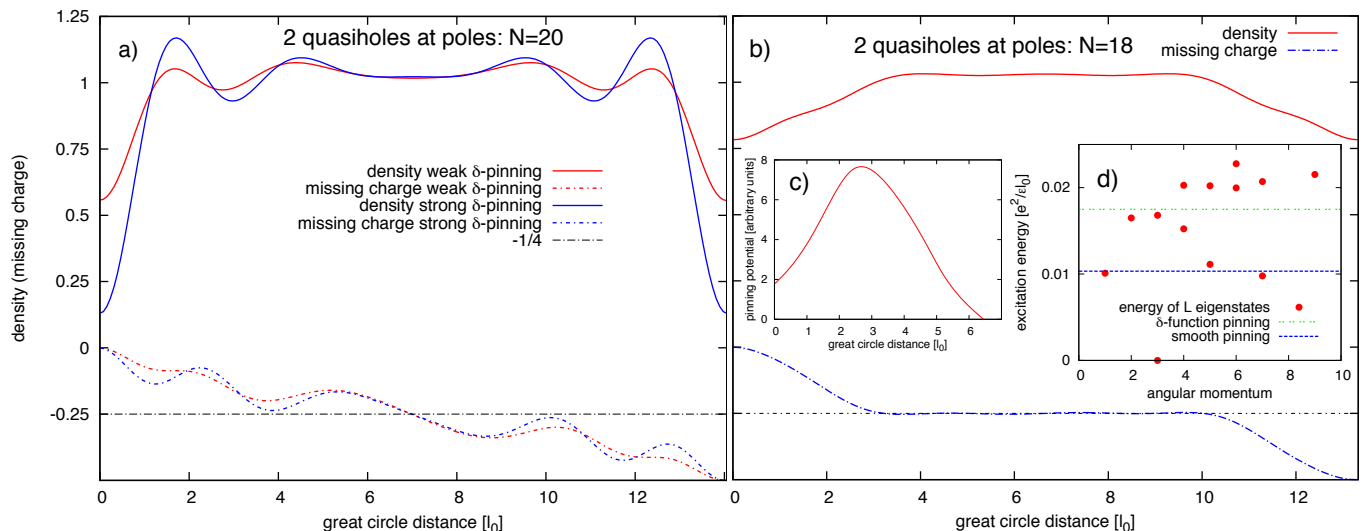 a)
2 quasiholes at poles: N=20
density weak δ-pinning
missing charge weak δ-pinning
density strong δ-pinning
missing charge strong δ-pinning
-1/4
density (missing charge)
1.25
1
0.75
0.5
0.25
0
-0.25
0 2 4 6 8 10 12
great circle distance [l₀]
b)
2 quasiholes at poles: N=18
density
missing charge
0 2 4 6 8 10 12
great circle distance [l₀]
c)
pinning potential [arbitrary units]
8
6
4
2
0
0 1 2 3 4 5 6
great circle distance [l₀]
d)
excitation energy [e²/εl₀]
0.02
0.01
0
energy of L eigenstates
δ-function pinning
smooth pinning
0 2 4 6 8 10
angular momentum